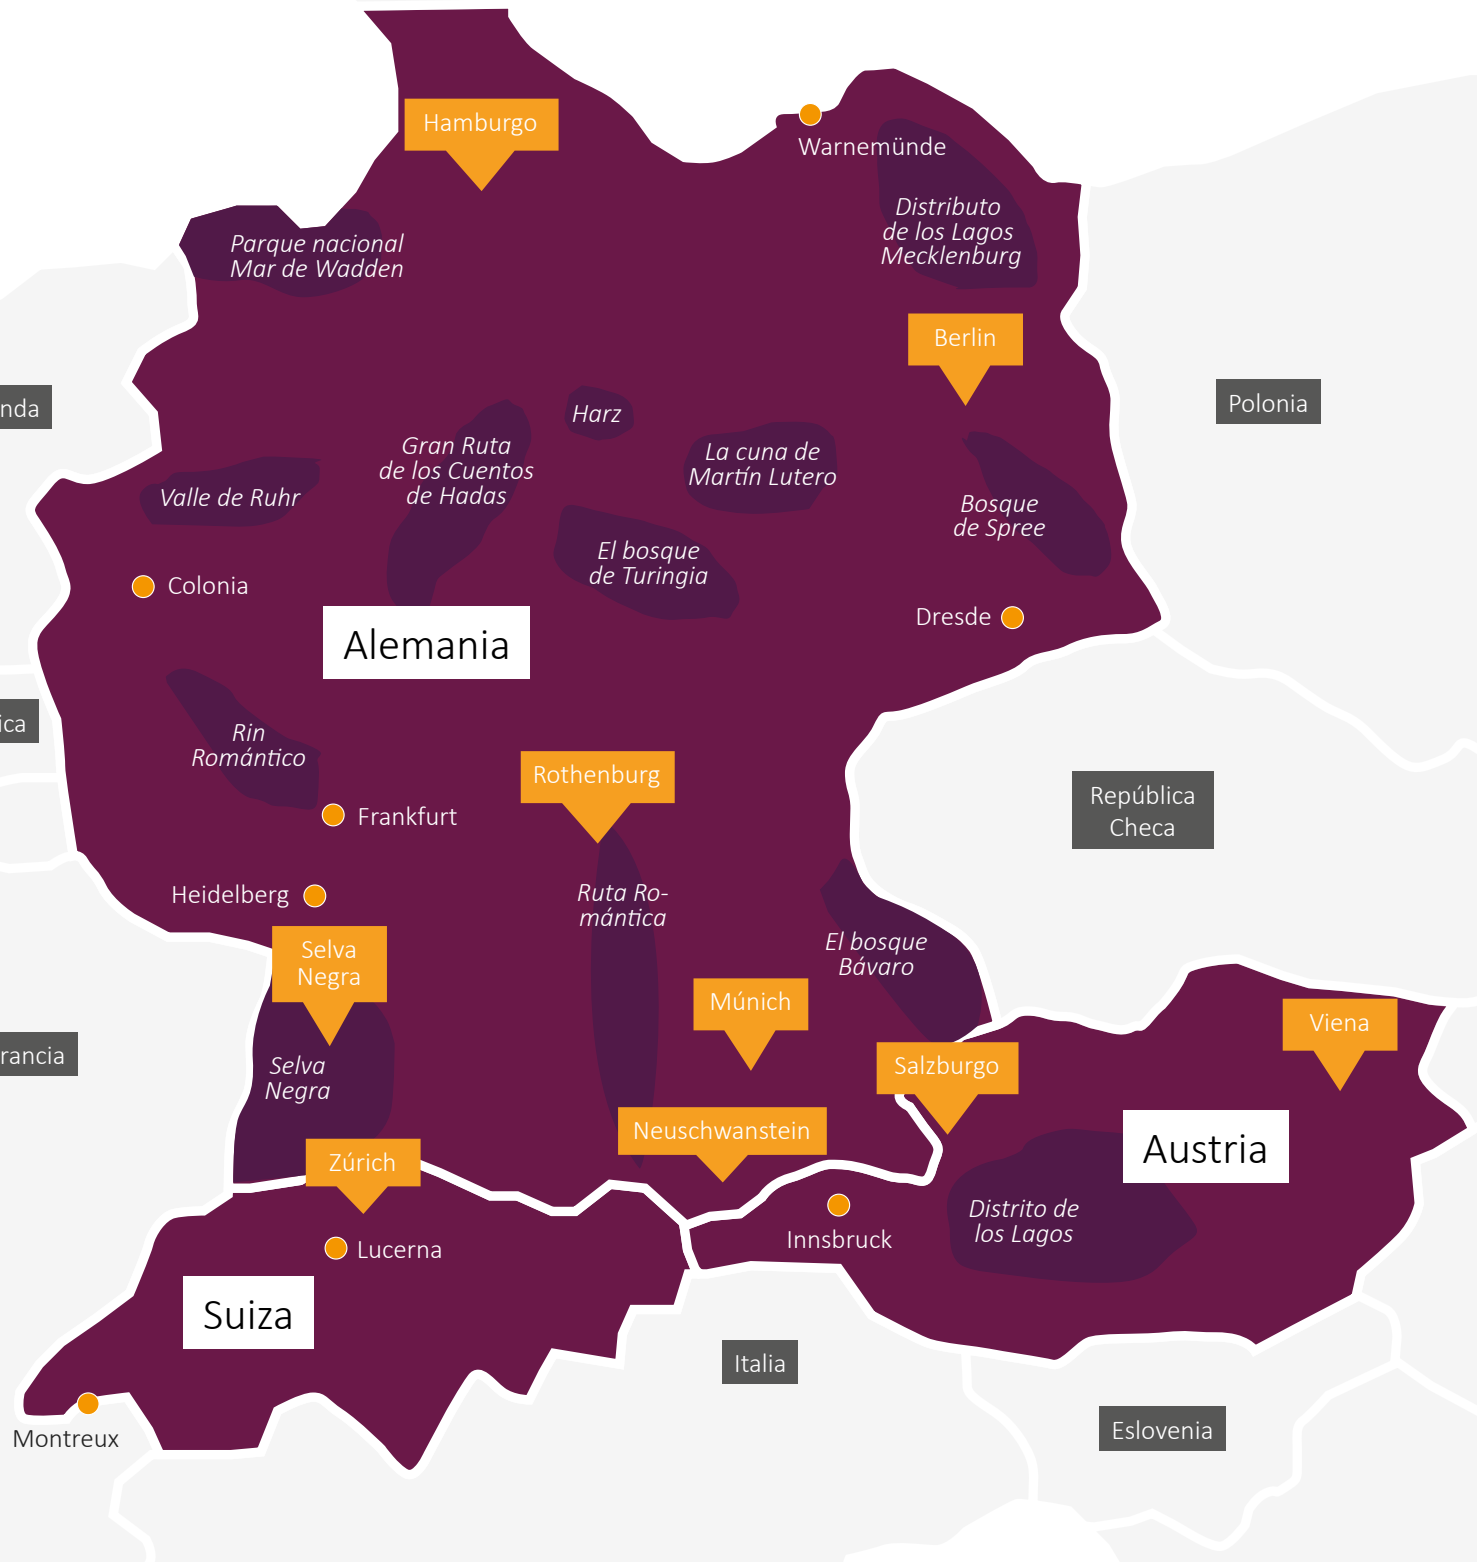 Hamburgo
Warnemünde
Distributo
de los Lagos
Mecklenburg
Parque nacional
Mar de Wadden
Berlin
nda
Polonia
Harz
Gran Ruta
de los Cuentos
de Hadas
La cuna de
Martín Lutero
Valle de Ruhr
Bosque
de Spree
El bosque
de Turingia
Colonia
Dresde
Alemania
ica
Rin
Romántico
Rothenburg
República
Checa
Frankfurt
Heidelberg
Ruta Ro-
mántica
El bosque
Bávaro
Selva
Negra
Múnich
Viena
rancia
Selva
Negra
Salzburgo
Neuschwanstein
Austria
Zúrich
Distrito de
los Lagos
Innsbruck
Lucerna
Suiza
Italia
Montreux
Eslovenia